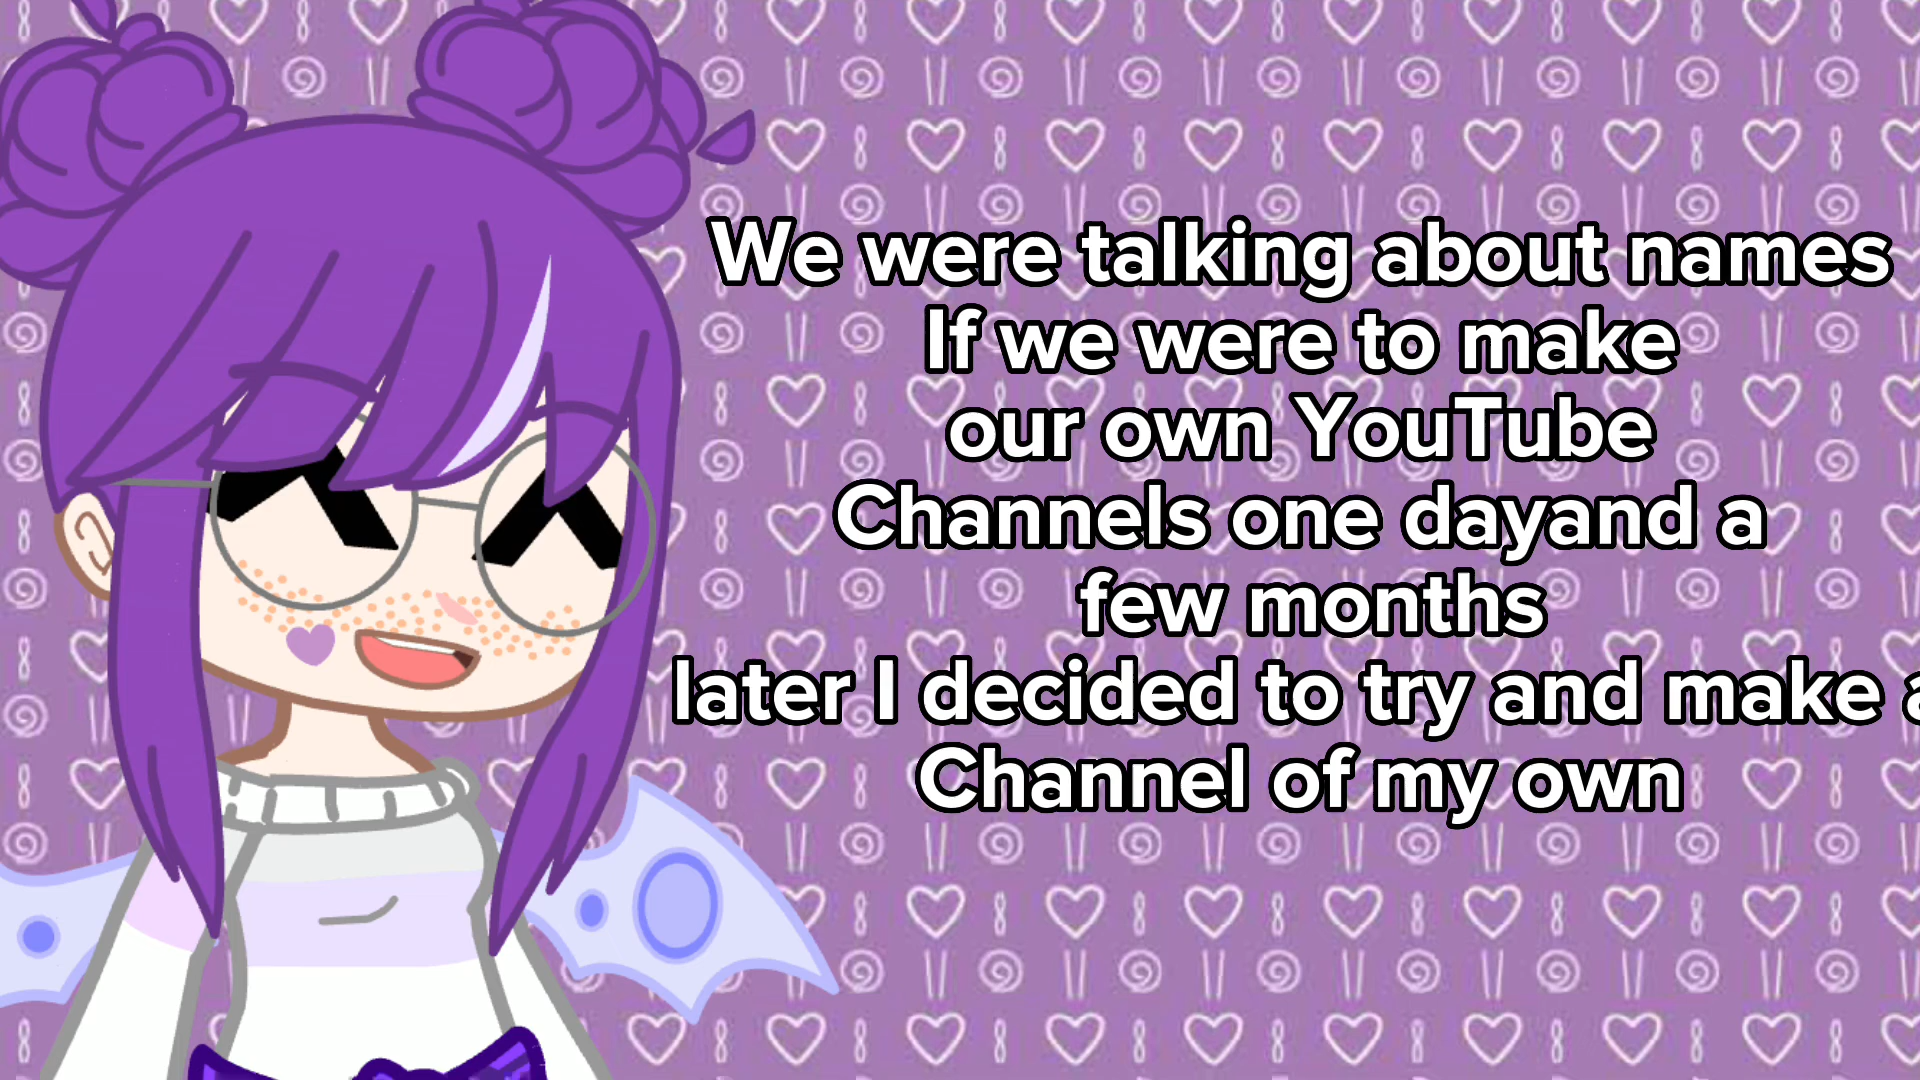 We were talking about names
If we were to make
our own YouTube
Channels one dayand a
few months
later I decided to try and make a
Channel of my own